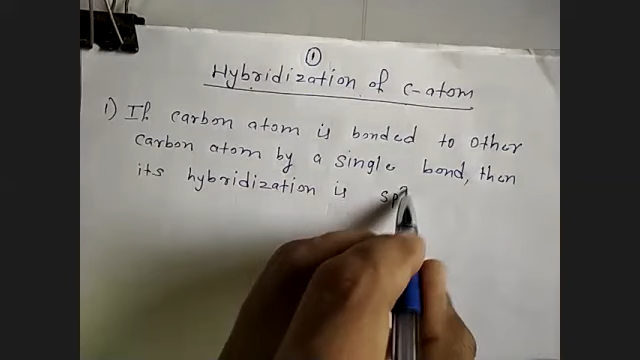 ①
Hybridization of c-atom
1) If carbon atom is bonded to other
carbon atom by a single bond, then
its hybridization is sp